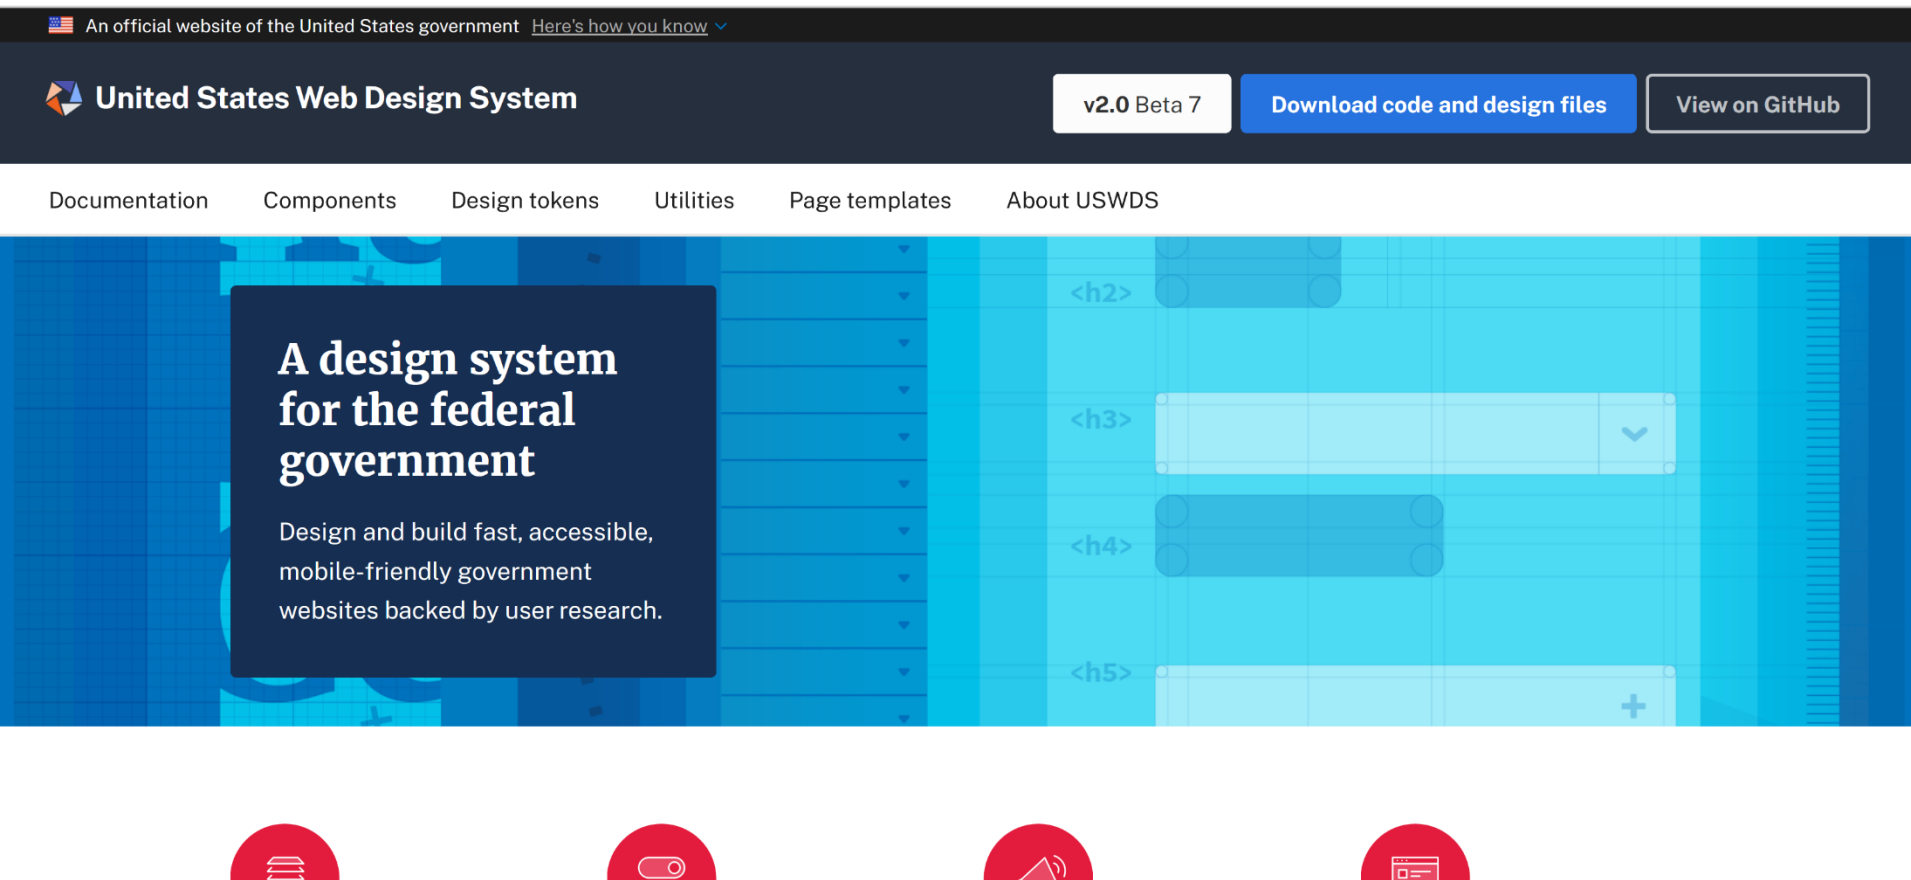 An official website of the United States government Here's how you know
United States Web Design System
v2.0 Beta 7
Download code and design files
View on GitHub
Documentation
Components
Design tokens
Utilities
Page templates
About USWDS
A design system
for the federal
government
Design and build fast, accessible,
mobile-friendly government
websites backed by user research.
<h2>
<h3>
<h4>
<h5>